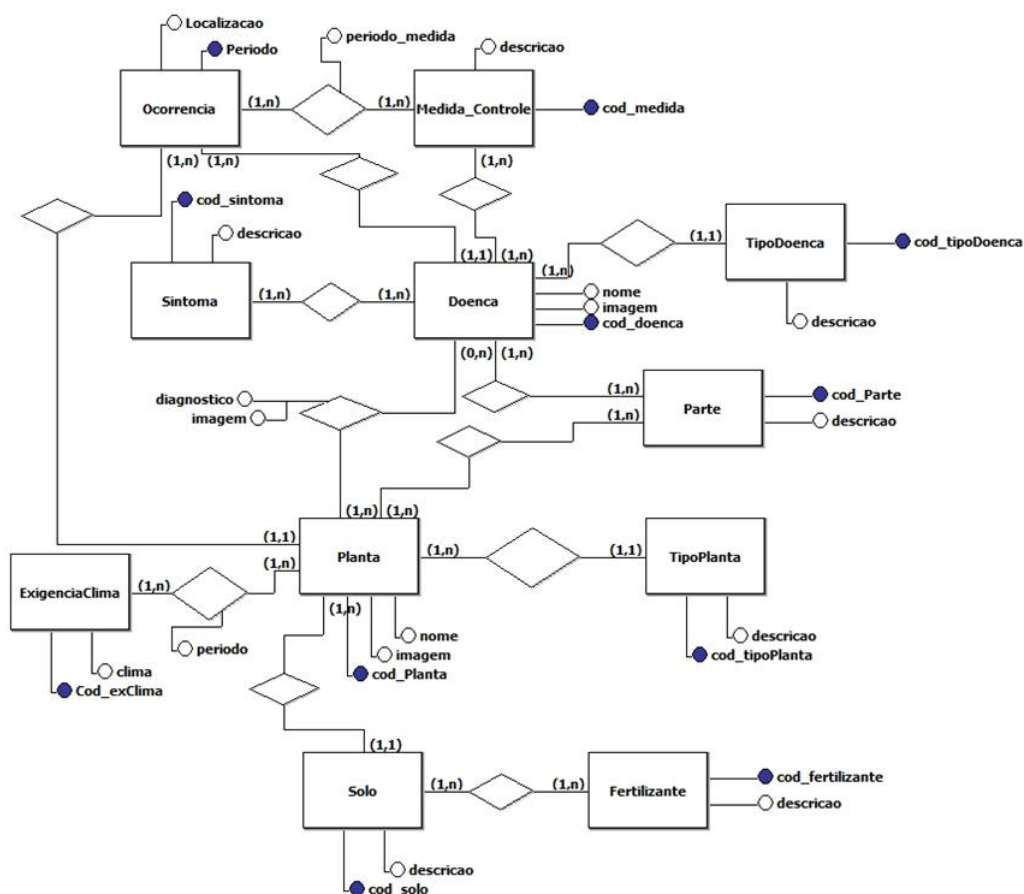 Localizacao
Periodo
periodo_medida
descricao
Ocorrencia
(1,n)
(1,n)
Medida_Controle
cod_medida
(1,n)
(1,n)
(1,n)
cod_sintoma
descricao
(1,1)
TipoDoenca
cod_tipoDoenca
(1,1)
(1,n)
(1,n)
Sintoma
(1,n)
(1,n)
Doenca
nome
imagem
cod_doenca
descricao
(0,n)
(1,n)
diagnostico
imagem
(1,n)
(1,n)
Parte
cod_Parte
descricao
(1,n)
(1,n)
(1,1)
Planta
(1,n)
(1,1)
TipoPlanta
ExigenciaClima
(1,n)
(1,n)
(1,n)
periodo
clima
Cod_exClima
nome
imagem
cod_Planta
descricao
cod_tipoPlanta
(1,1)
Solo
(1,n)
(1,n)
Fertilizante
cod_fertilizante
descricao
descricao
cod_solo